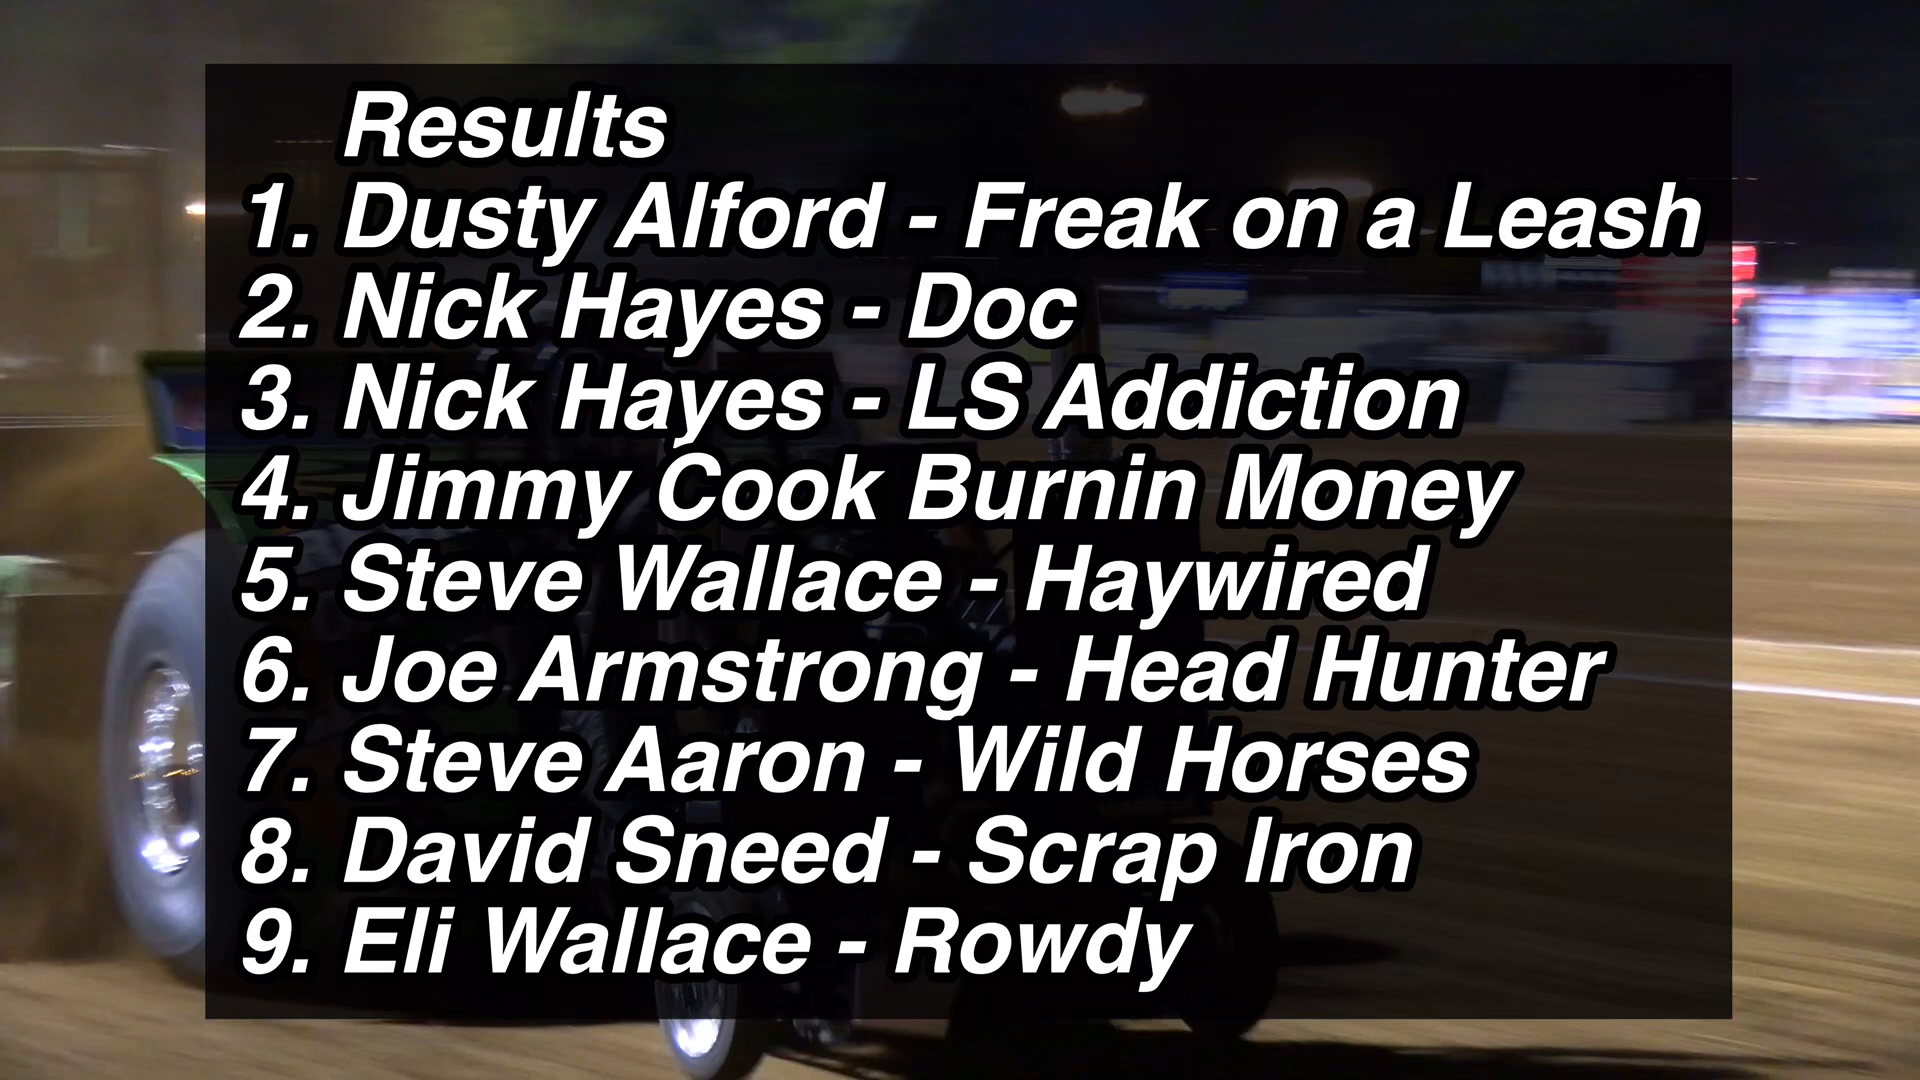 Results
1. Dusty Alford - Freak on a Leash
2. Nick Hayes - Doc
3. Nick Hayes - LS Addiction
4. Jimmy Cook Burnin Money
5. Steve Wallace - Haywired
6. Joe Armstrong - Head Hunter
7. Steve Aaron - Wild Horses
8. David Sneed - Scrap Iron
9. Eli Wallace - Rowdy